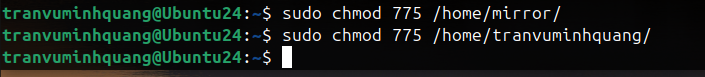 tranvuminhquang@Ubuntu24:~$ sudo chmod 775 /home/mirror/
tranvuminhquang@Ubuntu24:~$ sudo chmod 775 /home/tranvuminhquang/
tranvuminhquang@Ubuntu24:~$